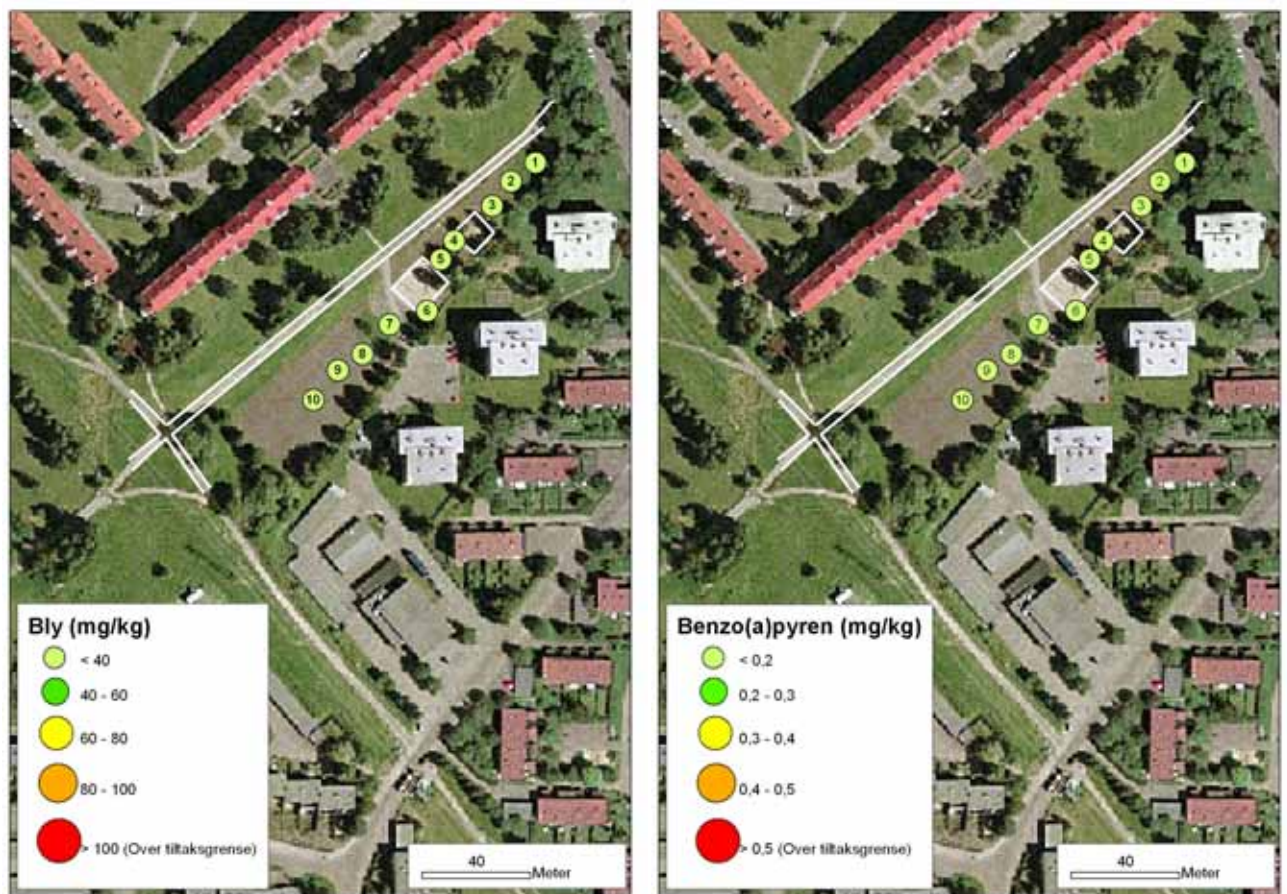 1
2
3
4
5
6
7
8
9
10
Bly (mg/kg)
< 40
40 - 60
60 - 80
80 - 100
> 100 (Over tiltaksgrense)
40
Meter
1
2
3
4
5
6
7
8
9
10
Benzo(a)pyren (mg/kg)
< 0,2
0,2 - 0,3
0,3 - 0,4
0,4 - 0,5
> 0,5 (Over tiltaksgrense)
40
Meter